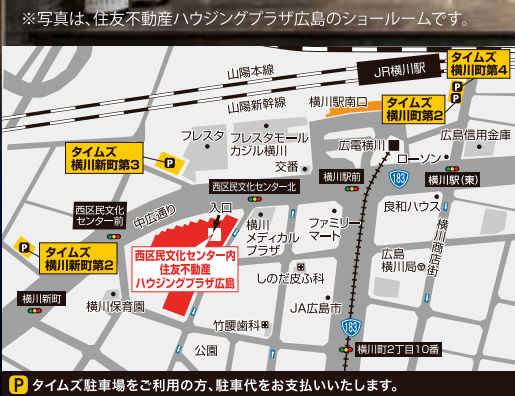 ※写真は、住友不動産ハウジングプラザ広島のショールームです。
タイムズ
横川町第4
P
P
JR横川駅
山陽本線
山陽新幹線
横川駅南口
タイムズ
横川町第2
フレスタ
フレスタモール
カジル横川
広電横川
広島信用金庫
ローソン
タイムズ
横川新町第3
P
交番
西区民文化
センター北
横川駅前
183
横川駅(東)
西区民文化
センター前
中広通り
入口
横川
メディカル
プラザ
ファミリー
マート
良和ハウス
横川商店街
P
タイムズ
横川新町第2
西区民文化センター内
住友不動産
ハウジングプラザ広島
しのだ皮ふ科
広島
横川局
横川新町
横川保育園
JA広島市
竹腰歯科
183
公園
横川町2丁目10番
P タイムズ駐車場をご利用の方、駐車代をお支払いいたします。